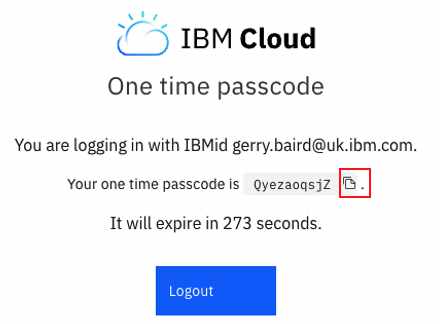 IBM Cloud
One time passcode
You are logging in with IBMid gerry.baird@uk.ibm.com.
Your one time passcode is QyezaoqsjZ .
It will expire in 273 seconds.
Logout